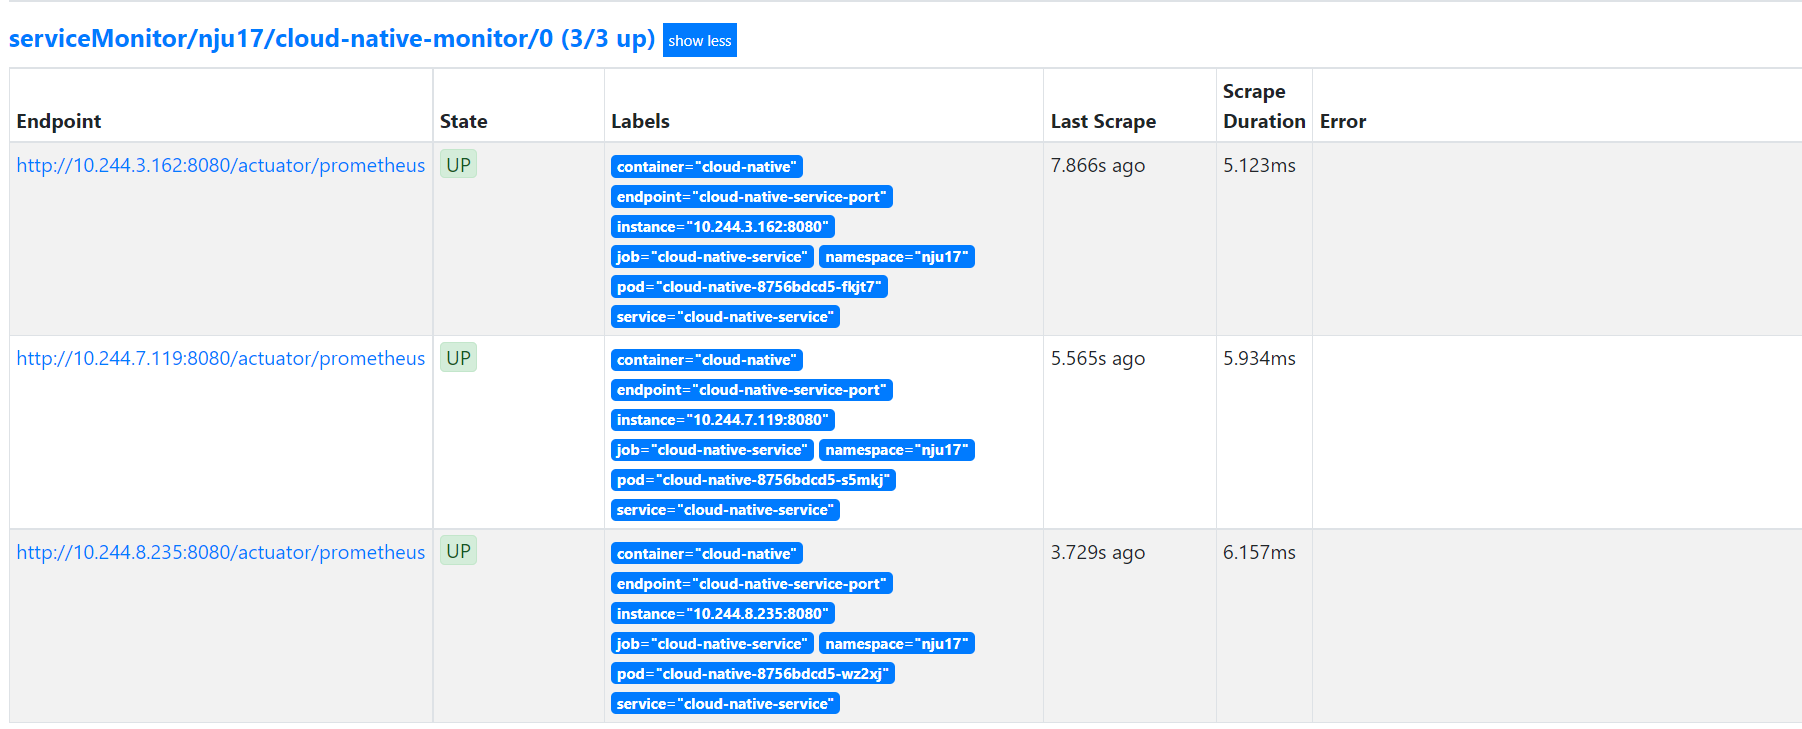 serviceMonitor/nju17/cloud-native-monitor/0 (3/3 up) show less
Endpoint State Labels Last Scrape Scrape Duration Error
http://10.244.3.162:8080/actuator/prometheus UP container="cloud-native" 7.866s ago 5.123ms
endpoint="cloud-native-service-port"
instance="10.244.3.162:8080"
job="cloud-native-service" namespace="nju17"
pod="cloud-native-8756bdcd5-fkjt7"
service="cloud-native-service"
http://10.244.7.119:8080/actuator/prometheus UP container="cloud-native" 5.565s ago 5.934ms
endpoint="cloud-native-service-port"
instance="10.244.7.119:8080"
job="cloud-native-service" namespace="nju17"
pod="cloud-native-8756bdcd5-s5mkj"
service="cloud-native-service"
http://10.244.8.235:8080/actuator/prometheus UP container="cloud-native" 3.729s ago 6.157ms
endpoint="cloud-native-service-port"
instance="10.244.8.235:8080"
job="cloud-native-service" namespace="nju17"
pod="cloud-native-8756bdcd5-wz2xj"
service="cloud-native-service"